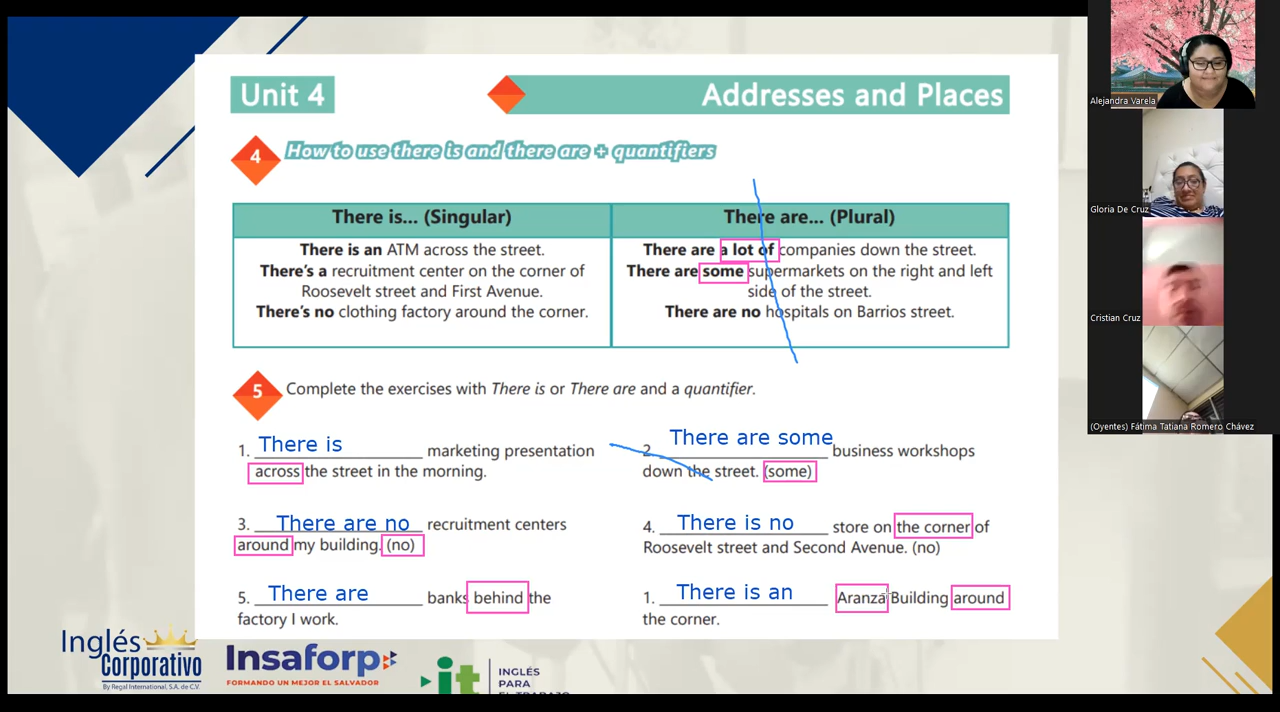 Unit 4
Addresses and Places
4 How to use there is and there are + quantifiers
There is... (Singular)
There are... (Plural)
There is an ATM across the street.
There's a recruitment center on the corner of
Roosevelt street and First Avenue.
There's no clothing factory around the corner.
There are a lot of companies down the street.
There are some supermarkets on the right and left
side of the street.
There are no hospitals on Barrios street.
5 Complete the exercises with There is or There are and a quantifier.
1. There is marketing presentation
across the street in the morning.
2. There are some business workshops
down the street. (some)
3. There are no recruitment centers
around my building. (no)
4. There is no store on the corner of
Roosevelt street and Second Avenue. (no)
5. There are banks behind the
factory I work.
1. There is an Aranza Building around
the corner.
Inglés
Corporativo
By Regal International, S.A. de C.V.
Insaforp
FORMANDO UN MEJOR EL SALVADOR
it
INGLÉS
PARA
EL TRABAJO
Alejandra Varela
Gloria De Cruz
Cristian Cruz
(Oyentes) Fátima Tatiana Romero Chávez